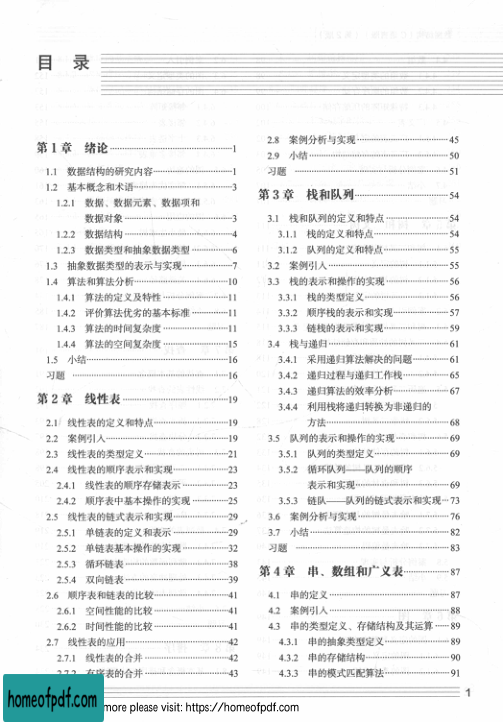 目 录
第1章 绪论 1
1.1 数据结构的研究内容 1
1.2 基本概念和术语 3
1.2.1 数据、数据元素、数据项和
数据对象 3
1.2.2 数据结构 4
1.2.3 数据类型和抽象数据类型 6
1.3 抽象数据类型的表示与实现 7
1.4 算法和算法分析 10
1.4.1 算法的定义及特性 11
1.4.2 评价算法优劣的基本标准 11
1.4.3 算法的时间复杂度 11
1.4.4 算法的空间复杂度 15
1.5 小结 16
习题 16
第2章 线性表 19
2.1 线性表的定义和特点 19
2.2 案例引入 19
2.3 线性表的类型定义 21
2.4 线性表的顺序表示和实现 23
2.4.1 线性表的顺序存储表示 23
2.4.2 顺序表中基本操作的实现 25
2.5 线性表的链式表示和实现 29
2.5.1 单链表的定义和表示 29
2.5.2 单链表基本操作的实现 32
2.5.3 循环链表 38
2.5.4 双向链表 39
2.6 顺序表和链表的比较 41
2.6.1 空间性能的比较 41
2.6.2 时间性能的比较 41
2.7 线性表的应用 42
2.7.1 线性表的合并 42
2.7.2 有序表的合并 43
2.8 案例分析与实现 45
2.9 小结 50
习题 51
第3章 栈和队列 54
3.1 栈和队列的定义和特点 54
3.1.1 栈的定义和特点 54
3.1.2 队列的定义和特点 55
3.2 案例引入 55
3.3 栈的表示和操作的实现 56
3.3.1 栈的类型定义 56
3.3.2 顺序栈的表示和实现 57
3.3.3 链栈的表示和实现 59
3.4 栈与递归 61
3.4.1 采用递归算法解决的问题 61
3.4.2 递归过程与递归工作栈 65
3.4.3 递归算法的效率分析 67
3.4.4 利用栈将递归转换为非递归的
方法 68
3.5 队列的表示和操作的实现 69
3.5.1 队列的类型定义 69
3.5.2 循环队列——队列的顺序
表示和实现 69
3.5.3 链队——队列的链式表示和实现 73
3.6 案例分析与实现 76
3.7 小结 82
习题 83
第4章 串、数组和广义表 87
4.1 串的定义 87
4.2 案例引入 88
4.3 串的类型定义、存储结构及其运算 89
4.3.1 串的抽象类型定义 89
4.3.2 串的存储结构 90
4.3.3 串的模式匹配算法 91
1
homeofpdf.com
more please visit: https://homeofpdf.com